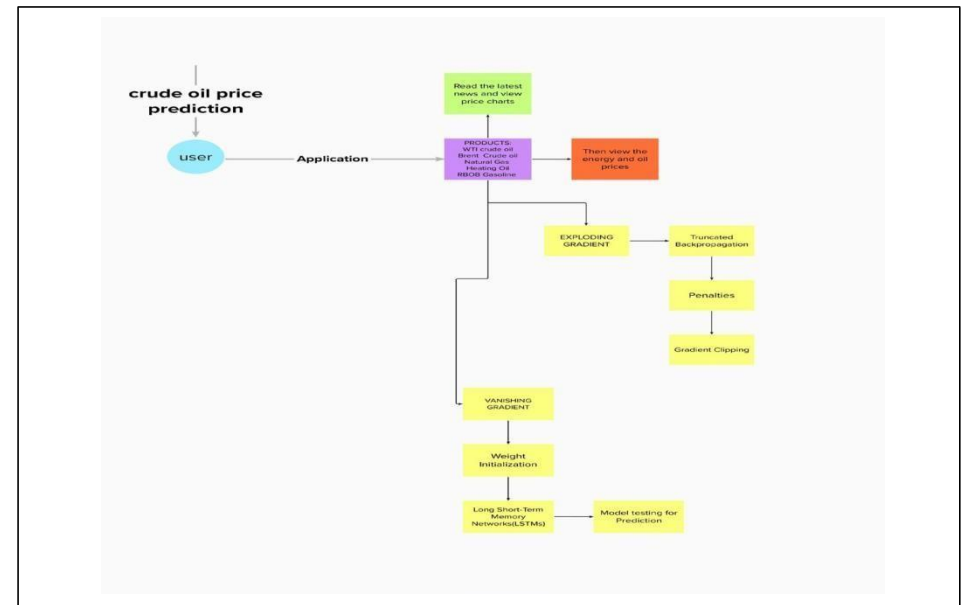 crude oil price
prediction
user
Application
Read the latest
news and view
price charts
PRODUCTS:
WTI crude oil
Brent Crude oil
Natural Gas
Heating Oil
RBOB Gasoline
Then view the
energy and oil
prices
EXPLODING
GRADIENT
Truncated
Backpropagation
Penalties
Gradient Clipping
VANISHING
GRADIENT
Weight
Initialization
Long Short-Term
Memory
Networks(LSTMs)
Model testing for
Prediction